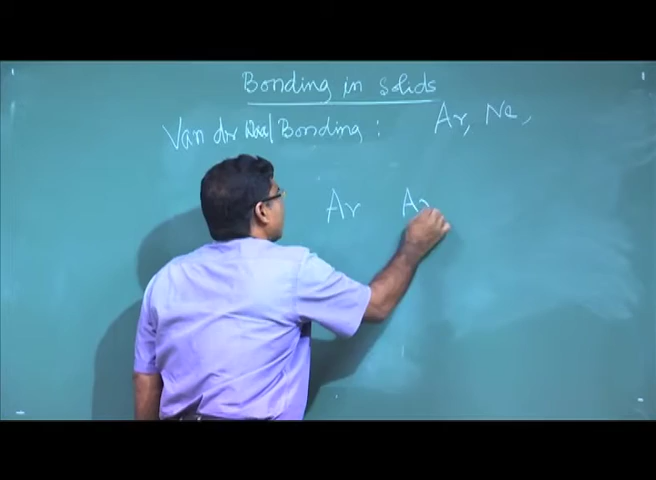 Bonding in solids
Van der Waal Bonding : Ar, Ne,
Ar Ar